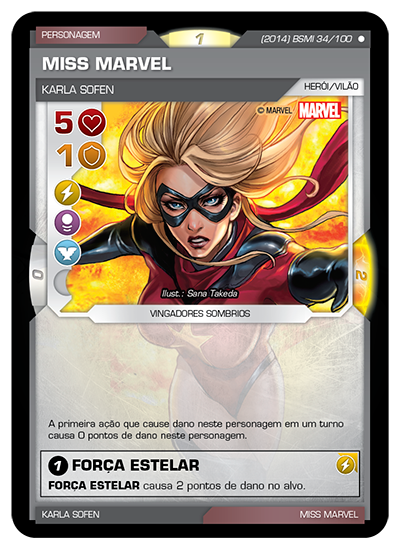 PERSONAGEM
1
(2014) BSMI 34/100
MISS MARVEL
KARLA SOFEN
HERÓI/VILÃO
5
© MARVEL MARVEL
1
0
2
Ilust.: Sana Takeda
VINGADORES SOMBRIOS
A primeira ação que cause dano neste personagem em um turno
causa 0 pontos de dano neste personagem.
1 FORÇA ESTELAR
FORÇA ESTELAR causa 2 pontos de dano no alvo.
KARLA SOFEN
MISS MARVEL